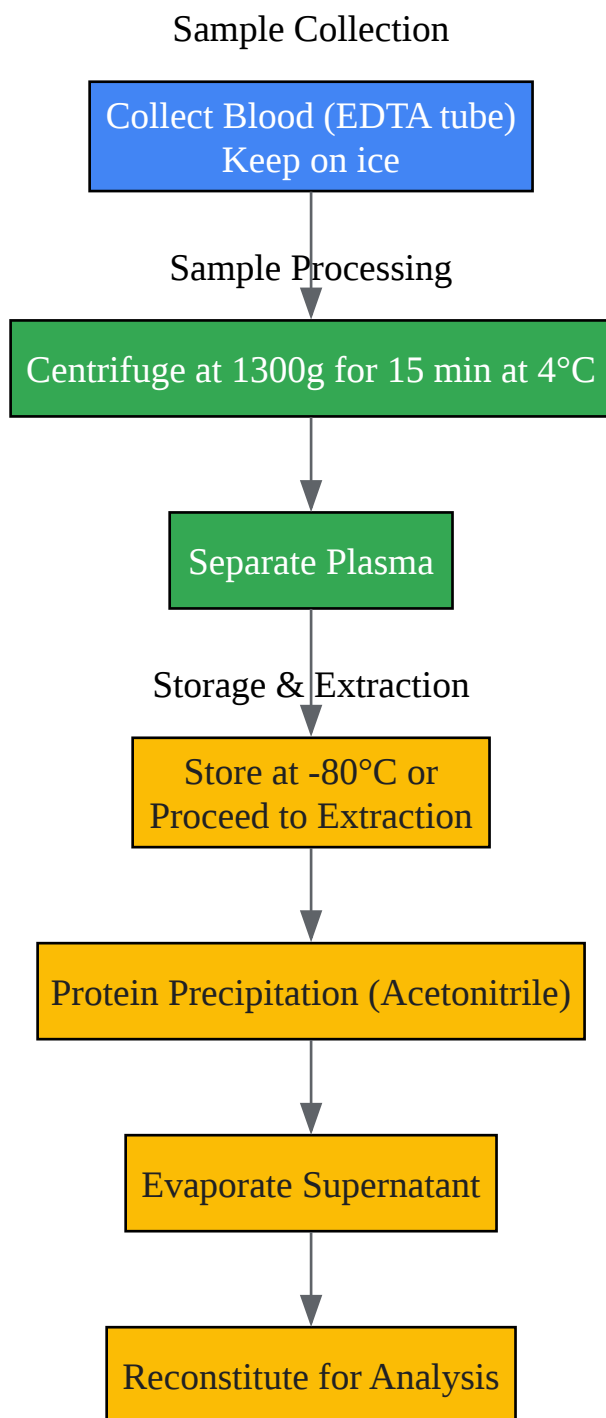 Sample Collection
Collect Blood (EDTA tube)
Keep on ice
Sample Processing
Centrifuge at 1300g for 15 min at 4°C
Separate Plasma
Storage & Extraction
Store at -80°C or
Proceed to Extraction
Protein Precipitation (Acetonitrile)
Evaporate Supernatant
Reconstitute for Analysis